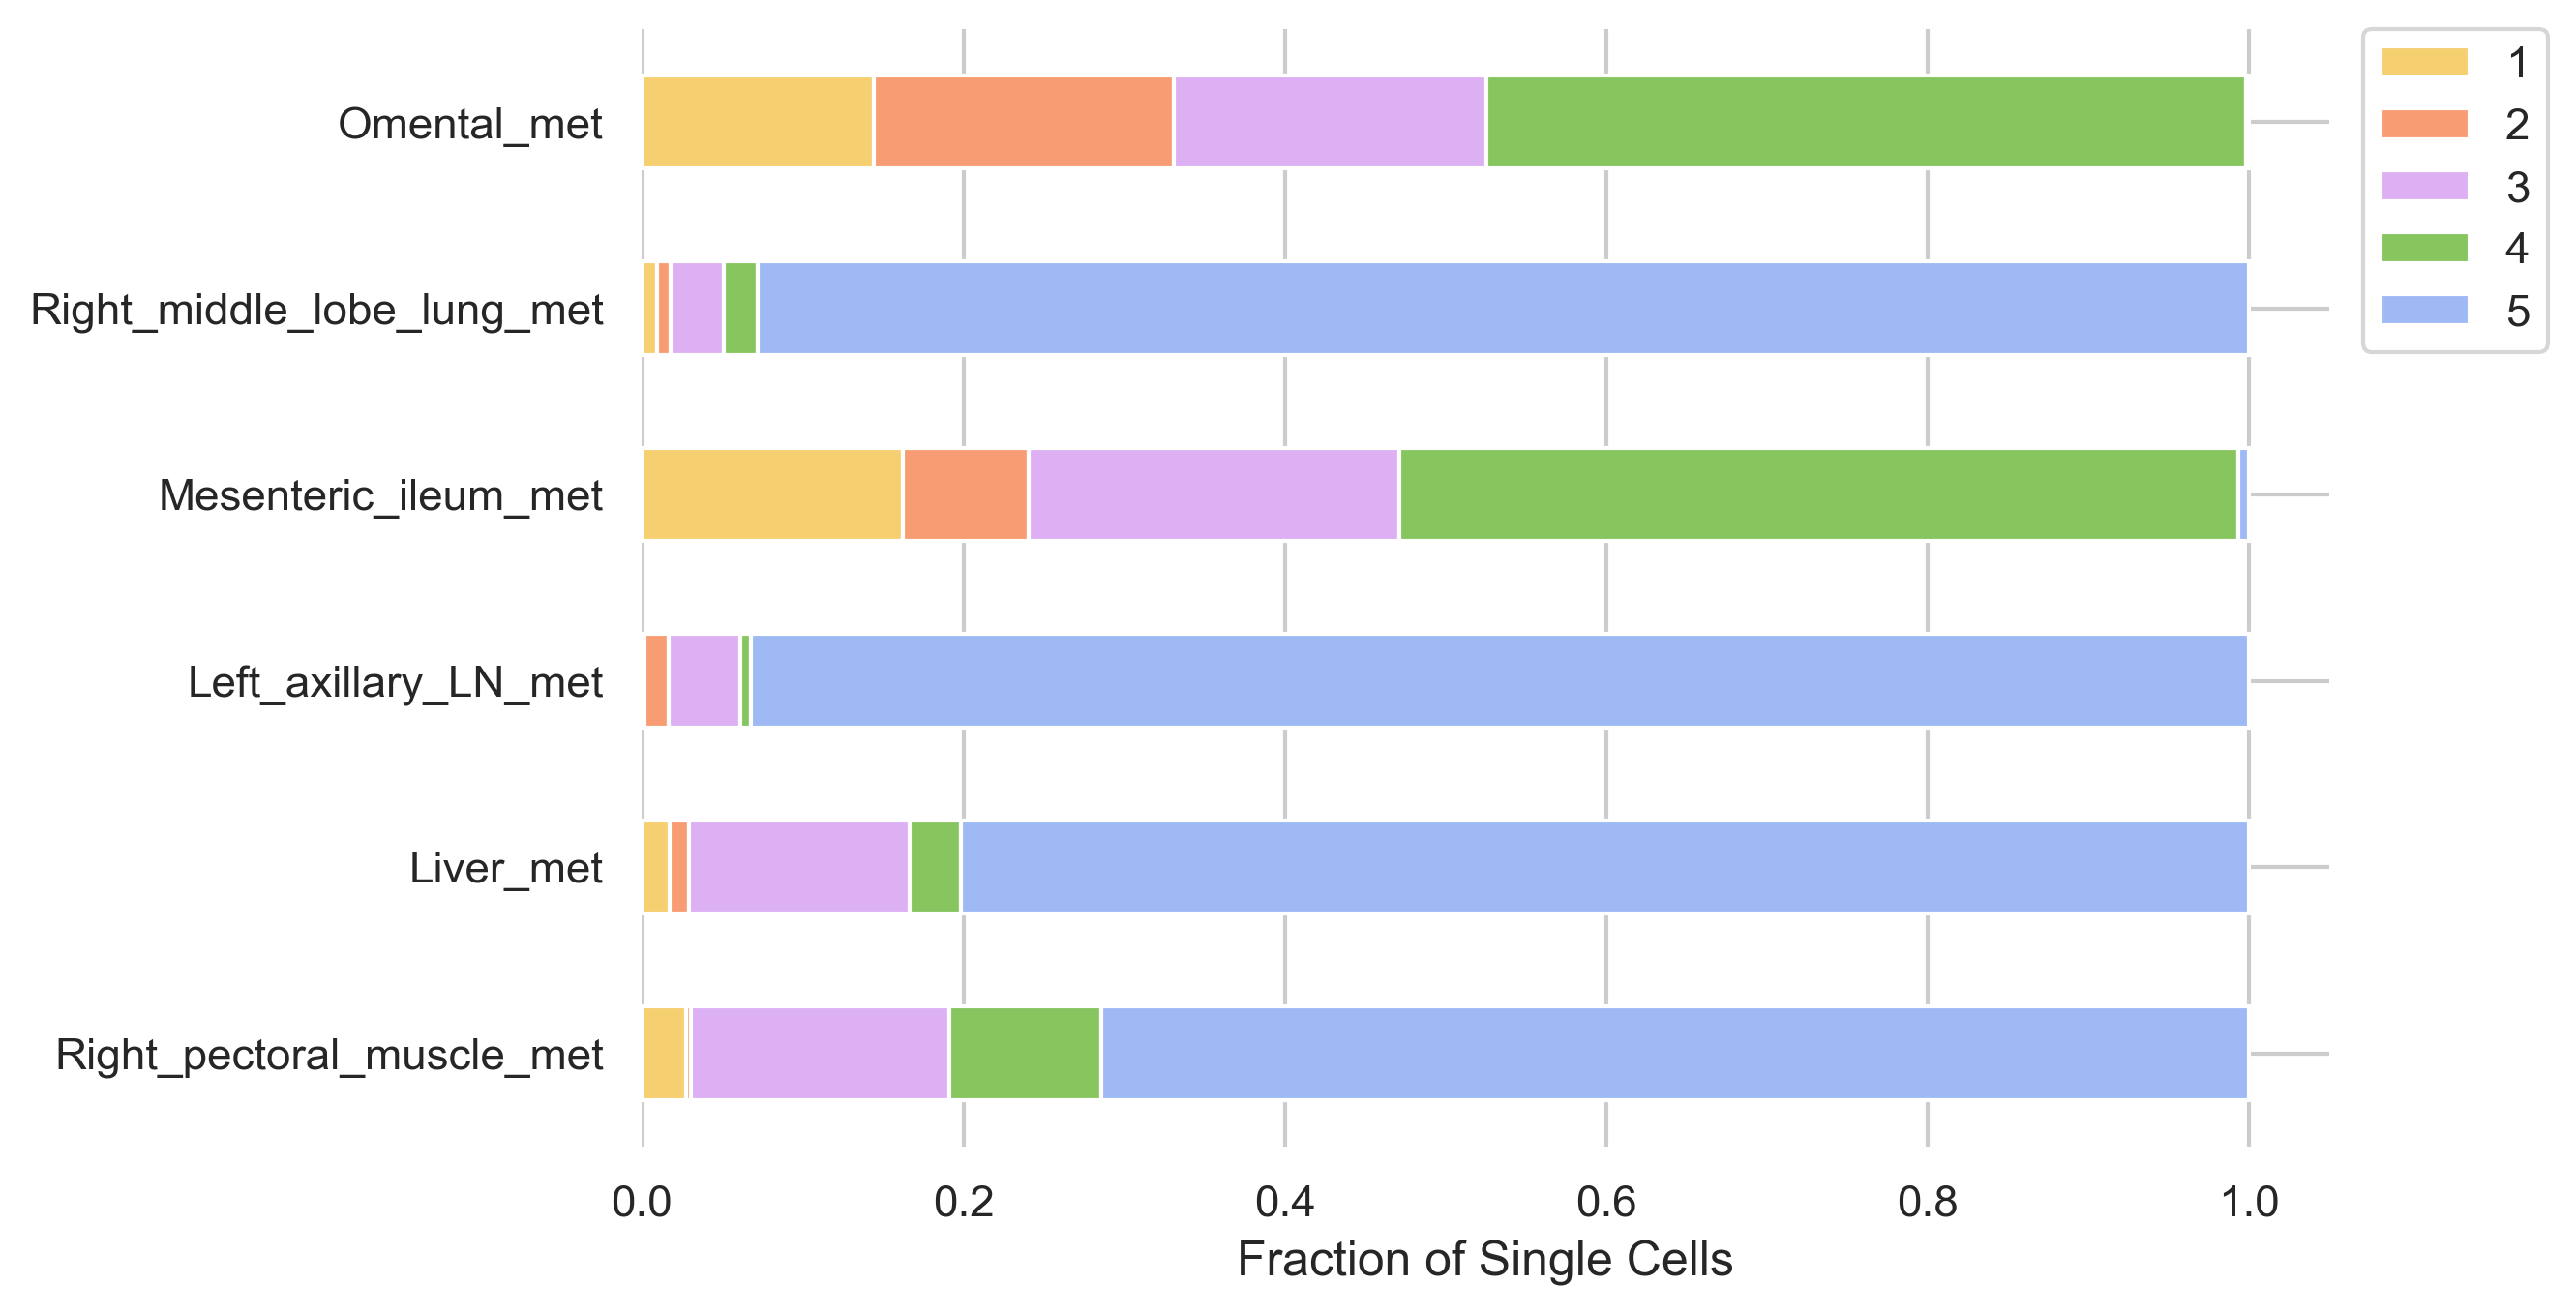 Omental_met
Right_middle_lobe_lung_met
Mesenteric_ileum_met
Left_axillary_LN_met
Liver_met
Right_pectoral_muscle_met
0.0 0.2 0.4 0.6 0.8 1.0
Fraction of Single Cells
1
2
3
4
5